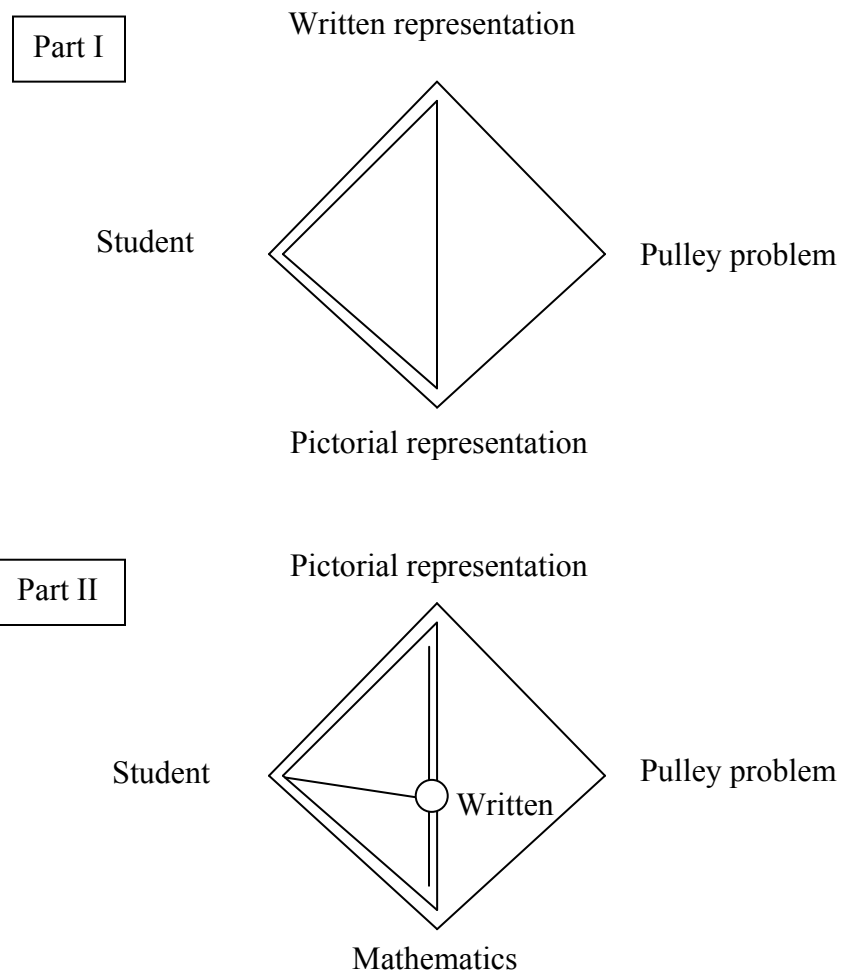 Part I
Written representation
Student
Pulley problem
Pictorial representation
Part II
Pictorial representation
Student
Pulley problem
Written
Mathematics